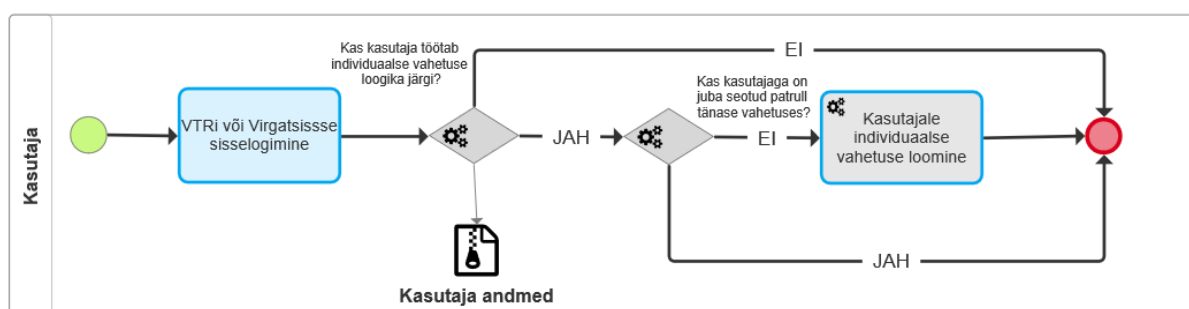 Kasutaja
VTRi või Virgatsissse
sisselogimine
Kas kasutaja töötab
individuaalse vahetuse
loogika järgi?
EI
JAH
Kas kasutajaga on
juba seotud patrull
tänase vahetuses?
EI
Kasutajale
individuaalse
vahetuse loomine
JAH
Kasutaja andmed